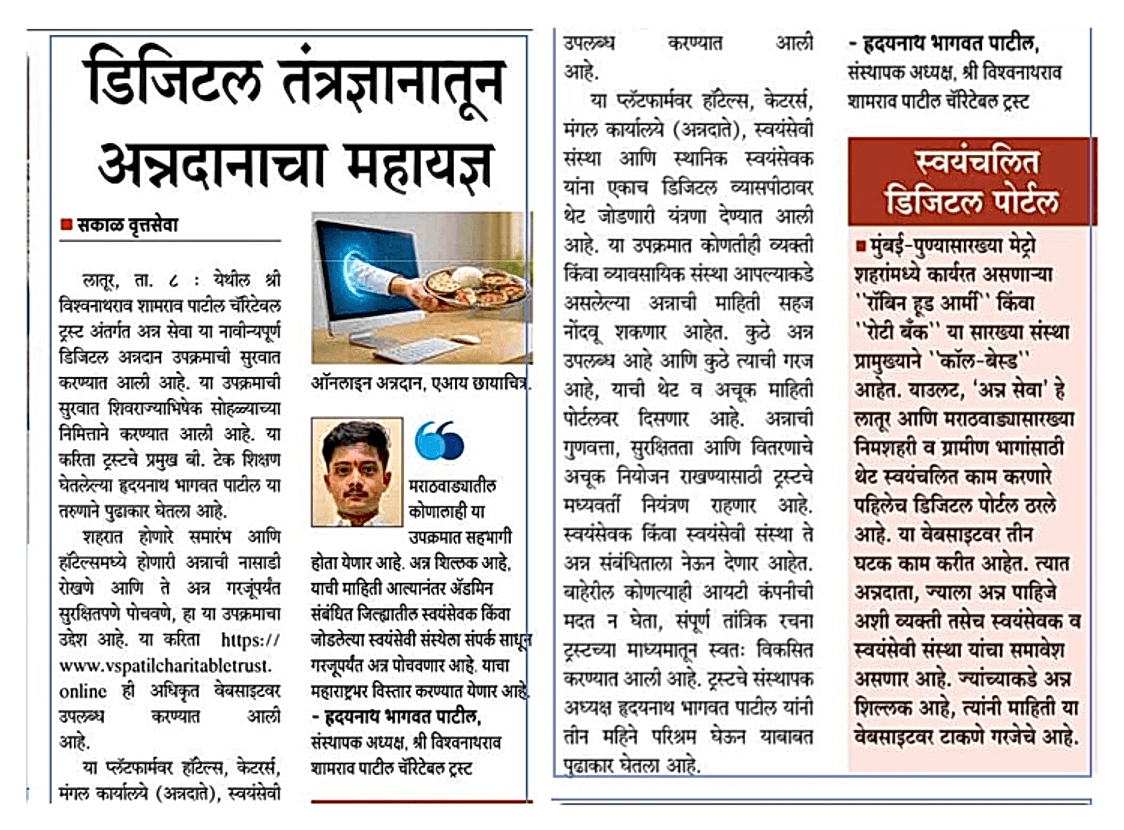 डिजिटल तंत्रज्ञानातून
अन्नदानाचा महायज्ञ
■ सकाळ वृत्तसेवा
लातूर, ता. ८ : येथील श्री
विश्वनाथराव शामराव पाटील चॅरिटेबल
ट्रस्ट अंतर्गत अन्न सेवा या नावीन्यपूर्ण
डिजिटल अन्नदान उपक्रमाची सुरवात
करण्यात आली आहे. या उपक्रमाची
सुरवात शिवराज्याभिषेक सोहळ्याच्या
निमित्ताने करण्यात आली आहे. या
करिता ट्रस्टचे प्रमुख बी. टेक शिक्षण
घेतलेल्या हृदयनाथ भागवत पाटील या
तरुणाने पुढाकार घेतला आहे.
शहरात होणारे समारंभ आणि
हॉटेल्समध्ये होणारी अन्नाची नासाडी
रोखणे आणि ते अन्न गरजूंपर्यंत
सुरक्षितपणे पोचवणे, हा या उपक्रमाचा
उद्देश आहे. या करिता https://
www.vspatilcharitabletrust.
online ही अधिकृत वेबसाइटवर
उपलब्ध करण्यात आली
आहे.
या प्लॅटफार्मवर हॉटेल्स, केटरर्स,
मंगल कार्यालये (अन्नदाते), स्वयंसेवी
ऑनलाइन अन्नदान, एआय छायाचित्र.
मराठवाड्यातील
कोणालाही या
उपक्रमात सहभागी
होता येणार आहे. अन्न शिल्लक आहे,
याची माहिती आल्यानंतर ॲडमिन
संबंधित जिल्ह्यातील स्वयंसेवक किंवा
जोडलेल्या स्वयंसेवी संस्थेला संपर्क साधून
गरजूपर्यंत अन्न पोचवणार आहे. याचा
महाराष्ट्रभर विस्तार करण्यात येणार आहे.
- हृदयनाथ भागवत पाटील,
संस्थापक अध्यक्ष, श्री विश्वनाथराव
शामराव पाटील चॅरिटेबल ट्रस्ट
उपलब्ध करण्यात आली
आहे.
या प्लॅटफार्मवर हॉटेल्स, केटरर्स,
मंगल कार्यालये (अन्नदाते), स्वयंसेवी
संस्था आणि स्थानिक स्वयंसेवक
यांना एकाच डिजिटल व्यासपीठावर
थेट जोडणारी यंत्रणा देण्यात आली
आहे. या उपक्रमात कोणतीही व्यक्ती
किंवा व्यावसायिक संस्था आपल्याकडे
असलेल्या अन्नाची माहिती सहज
नोंदवू शकणार आहेत. कुठे अन्न
उपलब्ध आहे आणि कुठे त्याची गरज
आहे, याची थेट व अचूक माहिती
पोर्टलवर दिसणार आहे. अन्नाची
गुणवत्ता, सुरक्षितता आणि वितरणाचे
अचूक नियोजन राखण्यासाठी ट्रस्टचे
मध्यवर्ती नियंत्रण राहणार आहे.
स्वयंसेवक किंवा स्वयंसेवी संस्था ते
अन्न संबंधिताला नेऊन देणार आहेत.
बाहेरील कोणत्याही आयटी कंपनीची
मदत न घेता, संपूर्ण तांत्रिक रचना
ट्रस्टच्या माध्यमातून स्वतः विकसित
करण्यात आली आहे. ट्रस्टचे संस्थापक
अध्यक्ष हृदयनाथ भागवत पाटील यांनी
तीन महिने परिश्रम घेऊन याबाबत
पुढाकार घेतला आहे.
- हृदयनाथ भागवत पाटील,
संस्थापक अध्यक्ष, श्री विश्वनाथराव
शामराव पाटील चॅरिटेबल ट्रस्ट
स्वयंचलित
डिजिटल पोर्टल
■ मुंबई-पुण्यासारख्या मेट्रो
शहरांमध्ये कार्यरत असणाऱ्या
"रॉबिन हूड आर्मी" किंवा
"रोटी बँक" या सारख्या संस्था
प्रामुख्याने "कॉल-बेस्ड"
आहेत. याउलट, ‘अन्न सेवा’ हे
लातूर आणि मराठवाड्यासारख्या
निमशहरी व ग्रामीण भागांसाठी
थेट स्वयंचलित काम करणारे
पहिलेच डिजिटल पोर्टल ठरले
आहे. या वेबसाइटवर तीन
घटक काम करीत आहेत. त्यात
अन्नदाता, ज्याला अन्न पाहिजे
अशी व्यक्ती तसेच स्वयंसेवक व
स्वयंसेवी संस्था यांचा समावेश
असणार आहे. ज्यांच्याकडे अन्न
शिल्लक आहे, त्यांनी माहिती या
वेबसाइटवर टाकणे गरजेचे आहे.